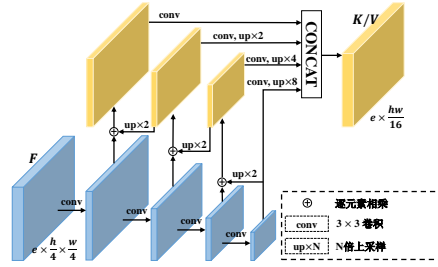 conv
K/V
conv, up×2
conv, up×4
conv, up×8
CONCAT
e × hw/16
up×2
up×2
up×2
F
conv
conv
conv
conv
e × h/4 × w/4
⊕ 逐元素相乘
conv 3 × 3 卷积
up×N N倍上采样